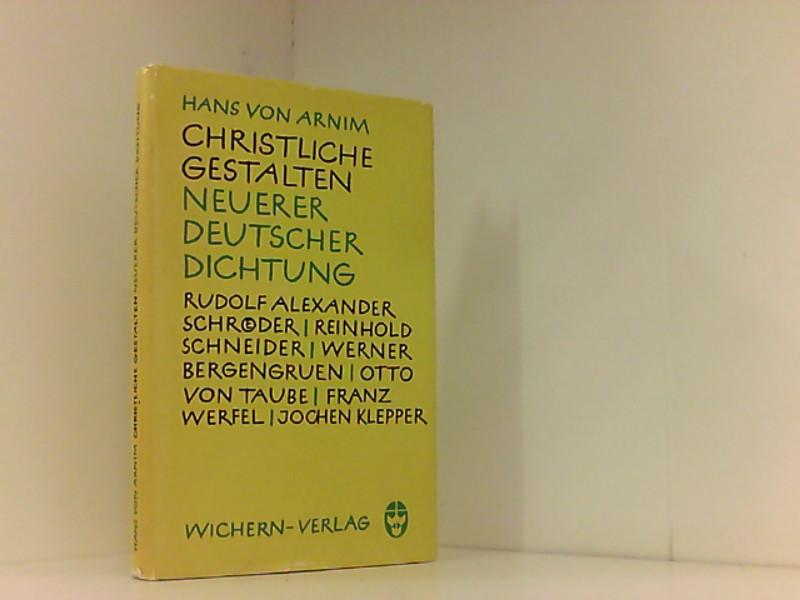 HANS VON ARNIM
CHRISTLICHE
GESTALTEN
NEUERER
DEUTSCHER
DICHTUNG
RUDOLF ALEXANDER
SCHRŒDER | REINHOLD
SCHNEIDER | WERNER
BERGENGRUEN | OTTO
VON TAUBE | FRANZ
WERFEL | JOCHEN KLEPPER
WICHERN-VERLAG
HANS VON ARNIM CHRISTLICHE GESTALTEN NEUERER DEUTSCHER DICHTUNG